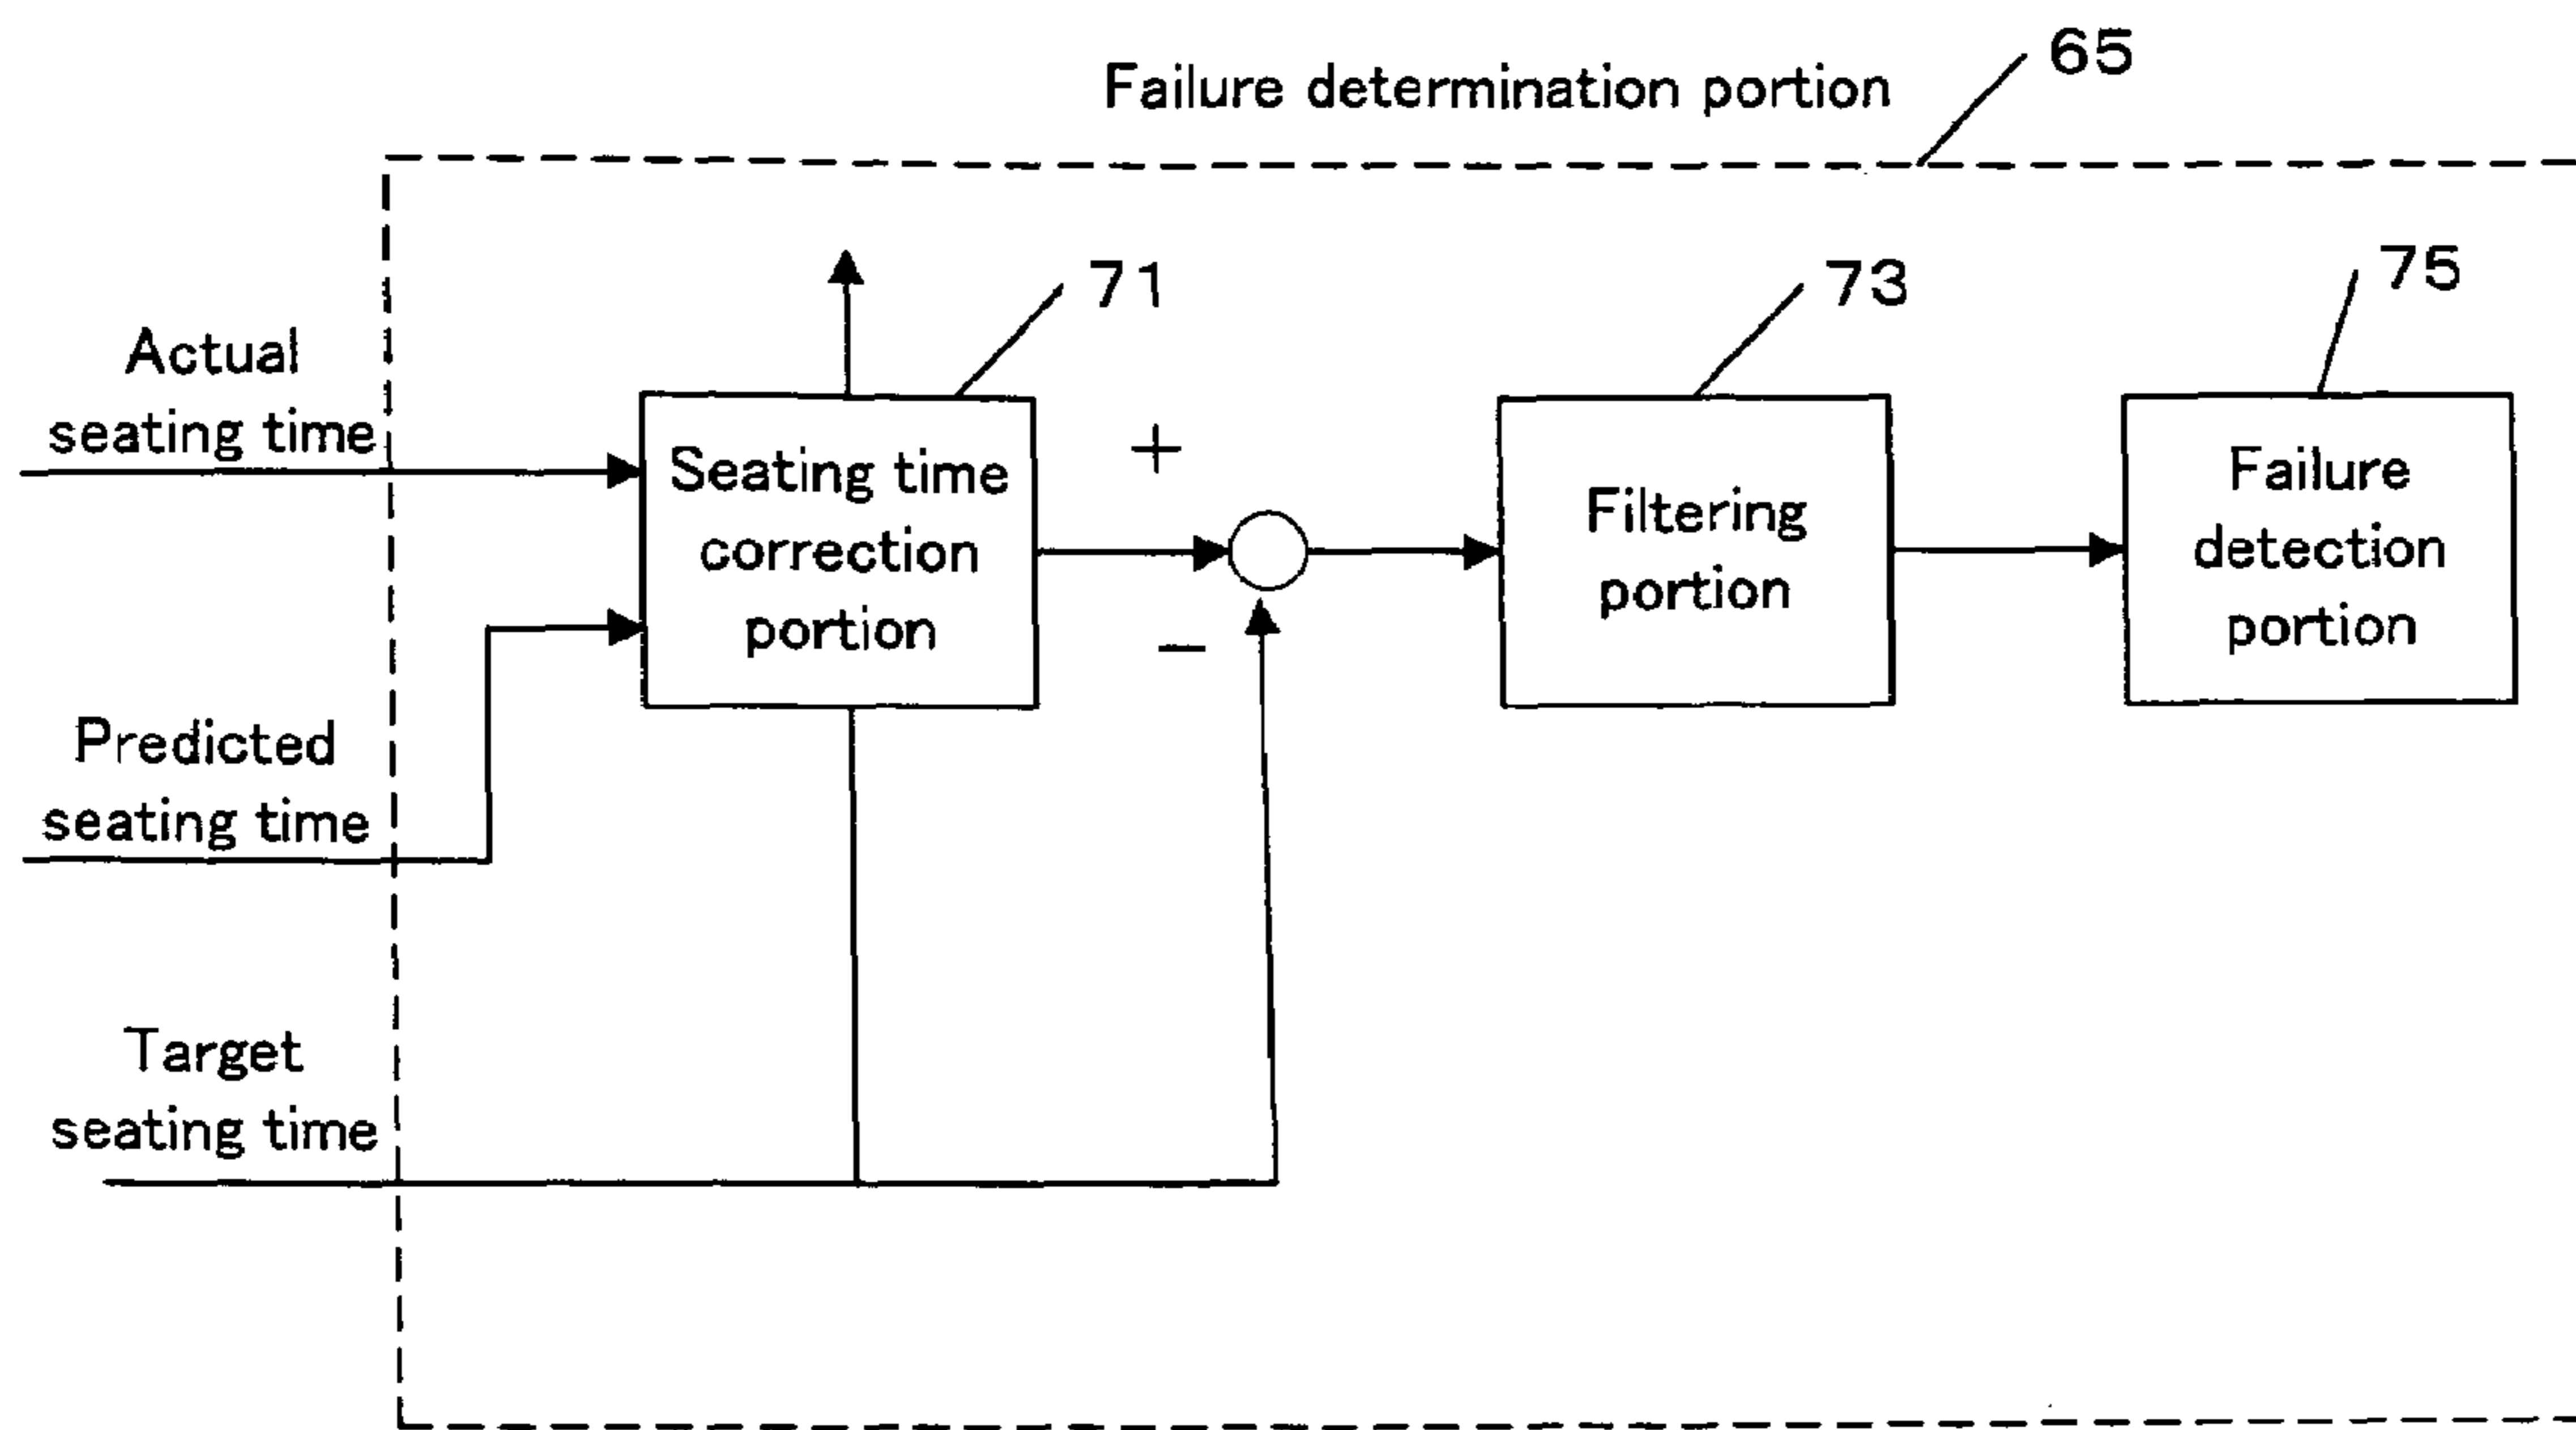 Failure determination portion
65
71
73
75
Actual
seating time
Seating time
correction
portion
+
−
Filtering
portion
Failure
detection
portion
Predicted
seating time
Target
seating time